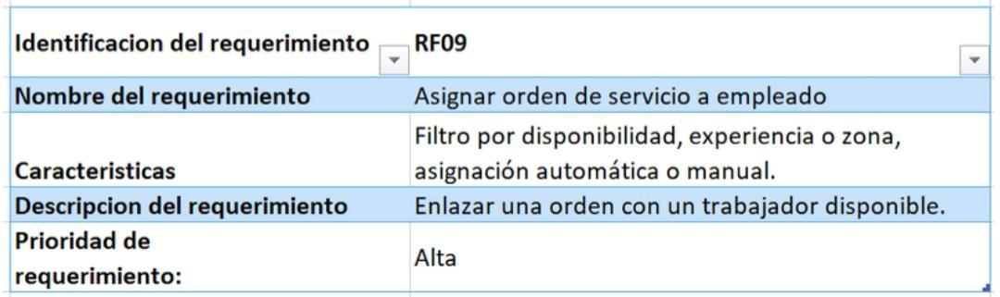 Identificacion del requerimiento RF09
Nombre del requerimiento Asignar orden de servicio a empleado
Filtro por disponibilidad, experiencia o zona,
Caracteristicas asignación automática o manual.
Descripcion del requerimiento Enlazar una orden con un trabajador disponible.
Prioridad de
requerimiento: Alta